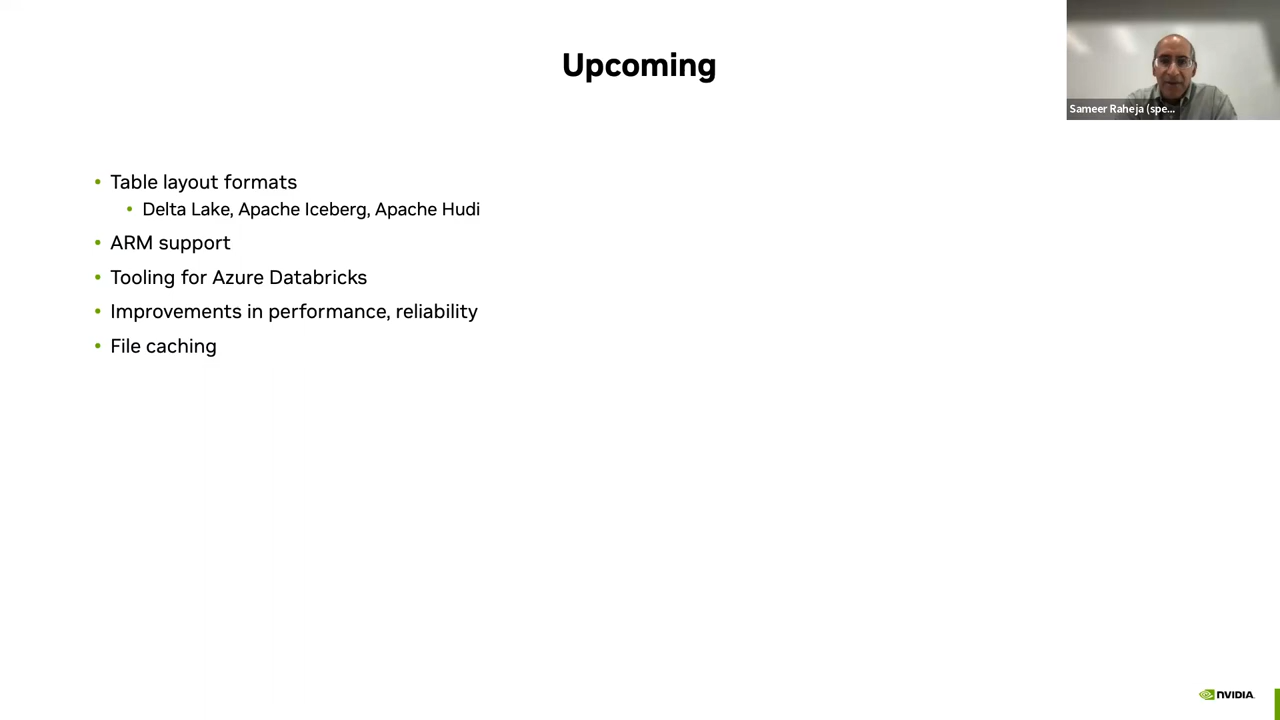 Upcoming
Sameer Raheja (spe...
Table layout formats
Delta Lake, Apache Iceberg, Apache Hudi
ARM support
Tooling for Azure Databricks
Improvements in performance, reliability
File caching
NVIDIA